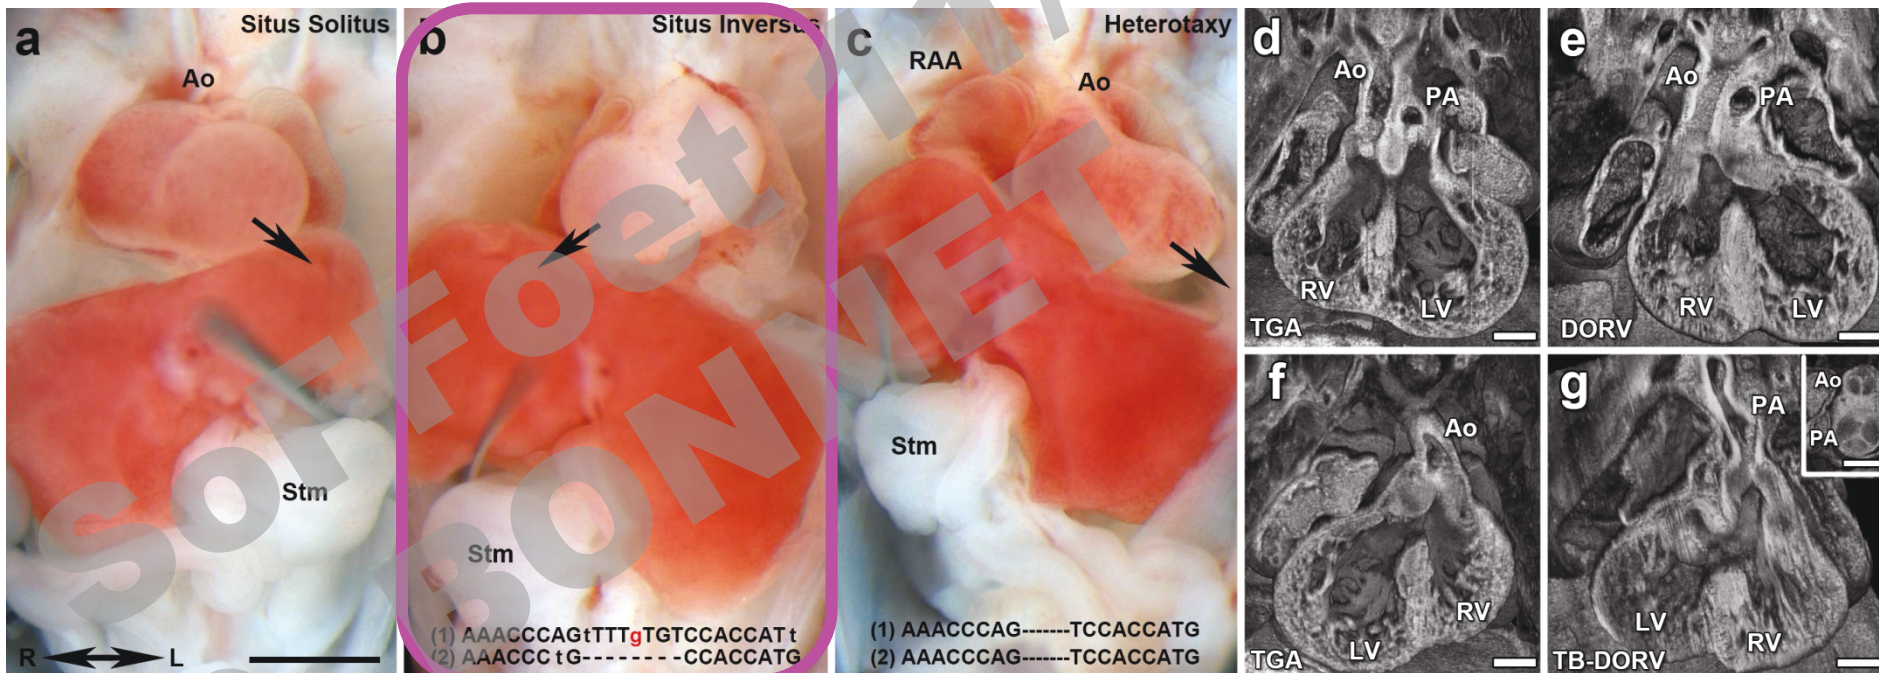 a
Situs Solitus
Ao
Stm
R
L
b
Situs Inversus
Stm
(1) AAACCCAGtTTTgTGTCCACCATt
(2) AAACCCtG--------CCACCATG
c
Heterotaxy
RAA
Ao
Stm
(1) AAACCCAG-------TCCACCATG
(2) AAACCCAG-------TCCACCATG
d
Ao
PA
RV
LV
TGA
e
Ao
PA
RV
LV
DORV
f
Ao
RV
LV
TGA
g
PA
LV
RV
TB-DORV
Ao
PA
SoFFoet
BONNET